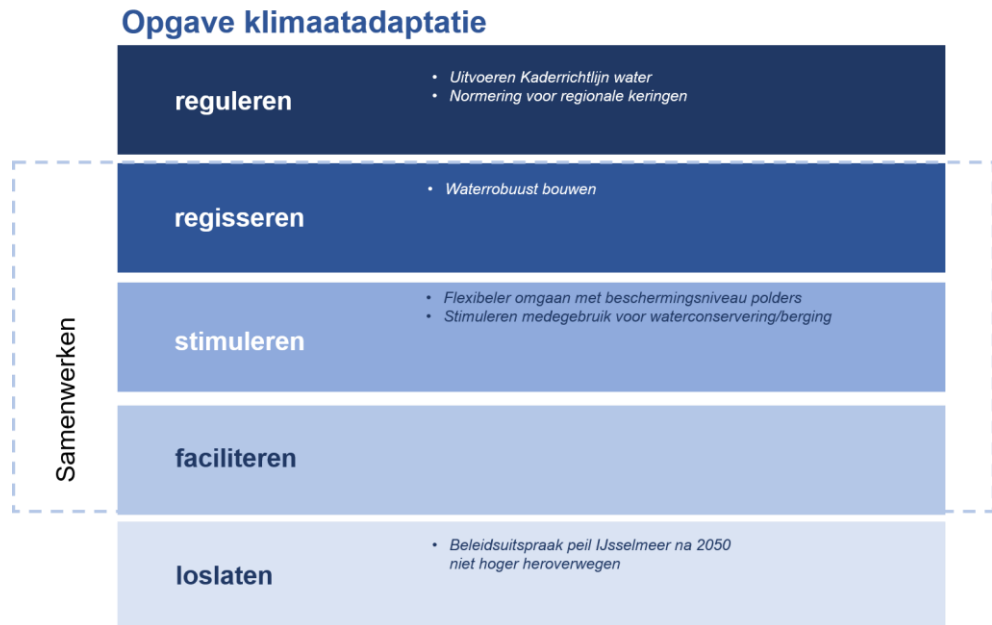 Opgave klimaatadaptatie
reguleren
• Uitvoeren Kaderrichtlijn water
• Normering voor regionale keringen
regisseren
• Waterrobuust bouwen
Samenwerken
stimuleren
• Flexibeler omgaan met beschermingsniveau polders
• Stimuleren medegebruik voor waterconservering/berging
faciliteren
loslaten
• Beleidsuitspraak peil IJsselmeer na 2050
niet hoger heroverwegen